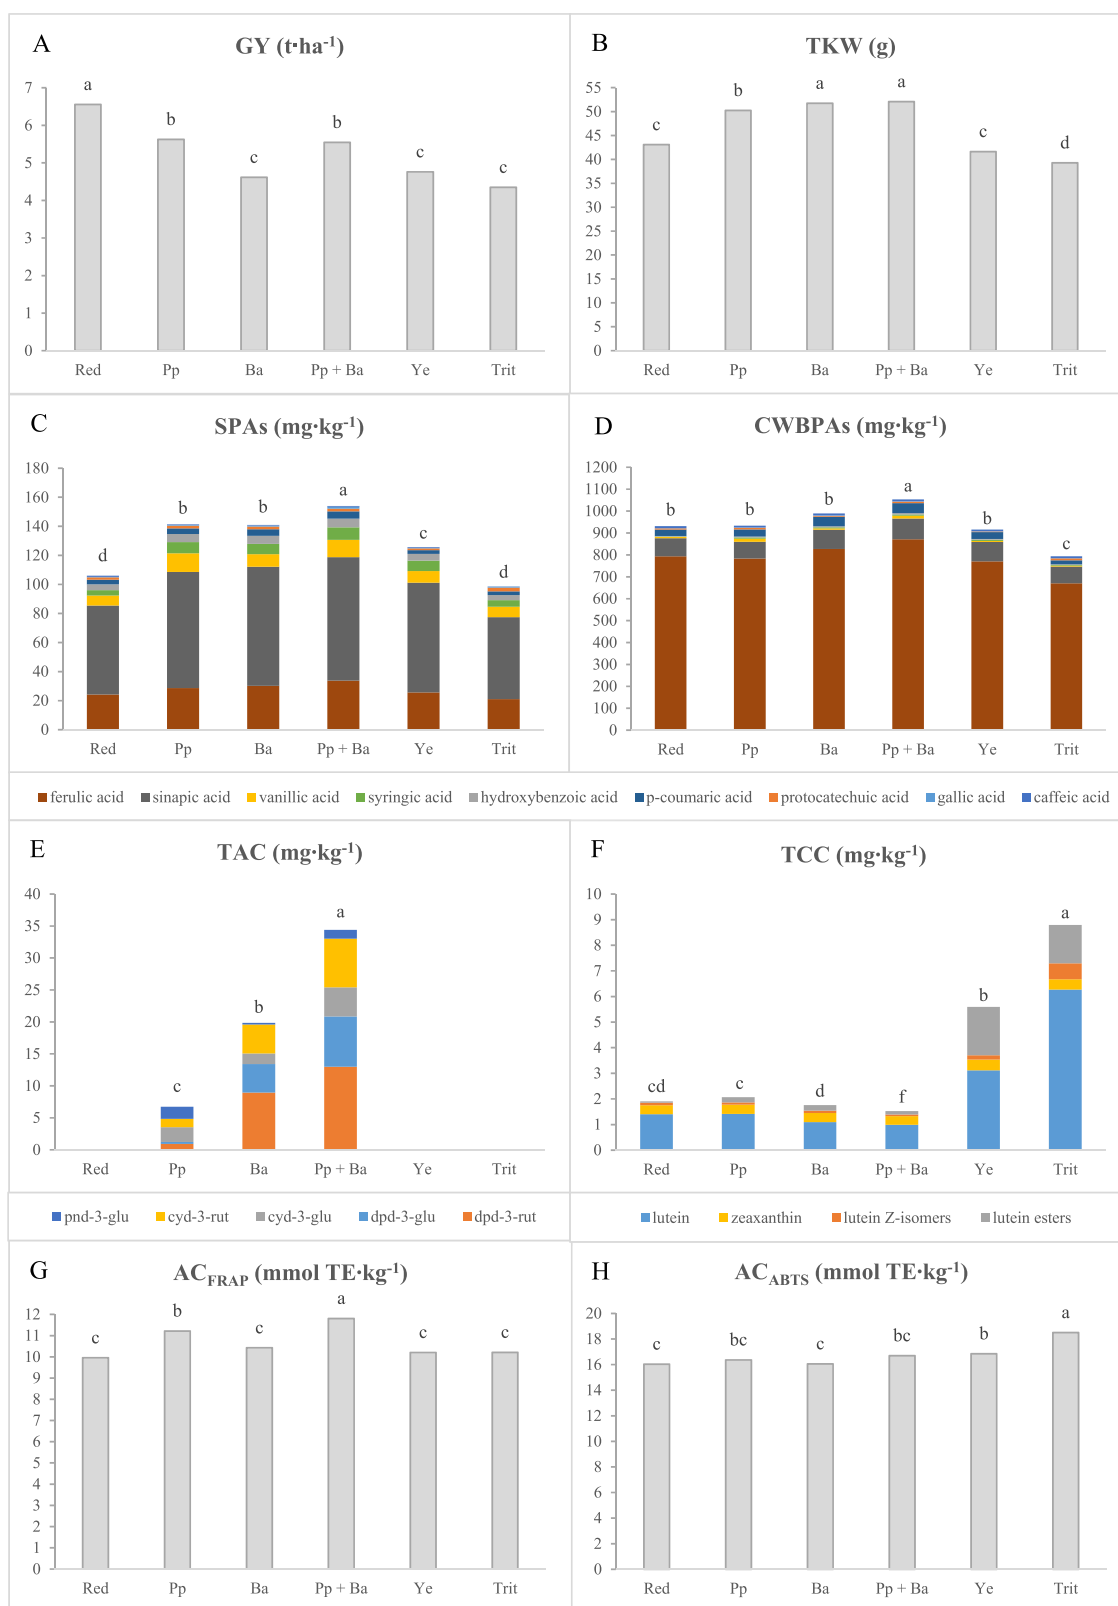 A
GY (t·ha⁻¹)
7
6
5
4
3
2
1
0
a
b
c
b
c
c
Red Pp Ba Pp + Ba Ye Trit
B
TKW (g)
55
50
45
40
35
30
25
20
15
10
5
0
c
b
a
a
c
d
Red Pp Ba Pp + Ba Ye Trit
C
SPAs (mg·kg⁻¹)
180
160
140
120
100
80
60
40
20
0
d
b
b
a
c
d
Red Pp Ba Pp + Ba Ye Trit
D
CWBPAs (mg·kg⁻¹)
1200
1100
1000
900
800
700
600
500
400
300
200
100
0
b
b
b
a
b
c
Red Pp Ba Pp + Ba Ye Trit
ferulic acid sinapic acid vanillic acid syringic acid hydroxybenzoic acid p-coumaric acid protocatechuic acid gallic acid caffeic acid
E
TAC (mg·kg⁻¹)
40
35
30
25
20
15
10
5
0
c
b
a
Red Pp Ba Pp + Ba Ye Trit
pnd-3-glu cyd-3-rut cyd-3-glu dpd-3-glu dpd-3-rut
F
TCC (mg·kg⁻¹)
10
9
8
7
6
5
4
3
2
1
0
cd
c
d
f
b
a
Red Pp Ba Pp + Ba Ye Trit
lutein zeaxanthin lutein Z-isomers lutein esters
G
AC_FRAP (mmol TE·kg⁻¹)
12
11
10
9
8
7
6
5
4
3
2
1
0
c
b
c
a
c
c
Red Pp Ba Pp + Ba Ye Trit
H
AC_ABTS (mmol TE·kg⁻¹)
20
18
16
14
12
10
8
6
4
2
0
c
bc
c
bc
b
a
Red Pp Ba Pp + Ba Ye Trit